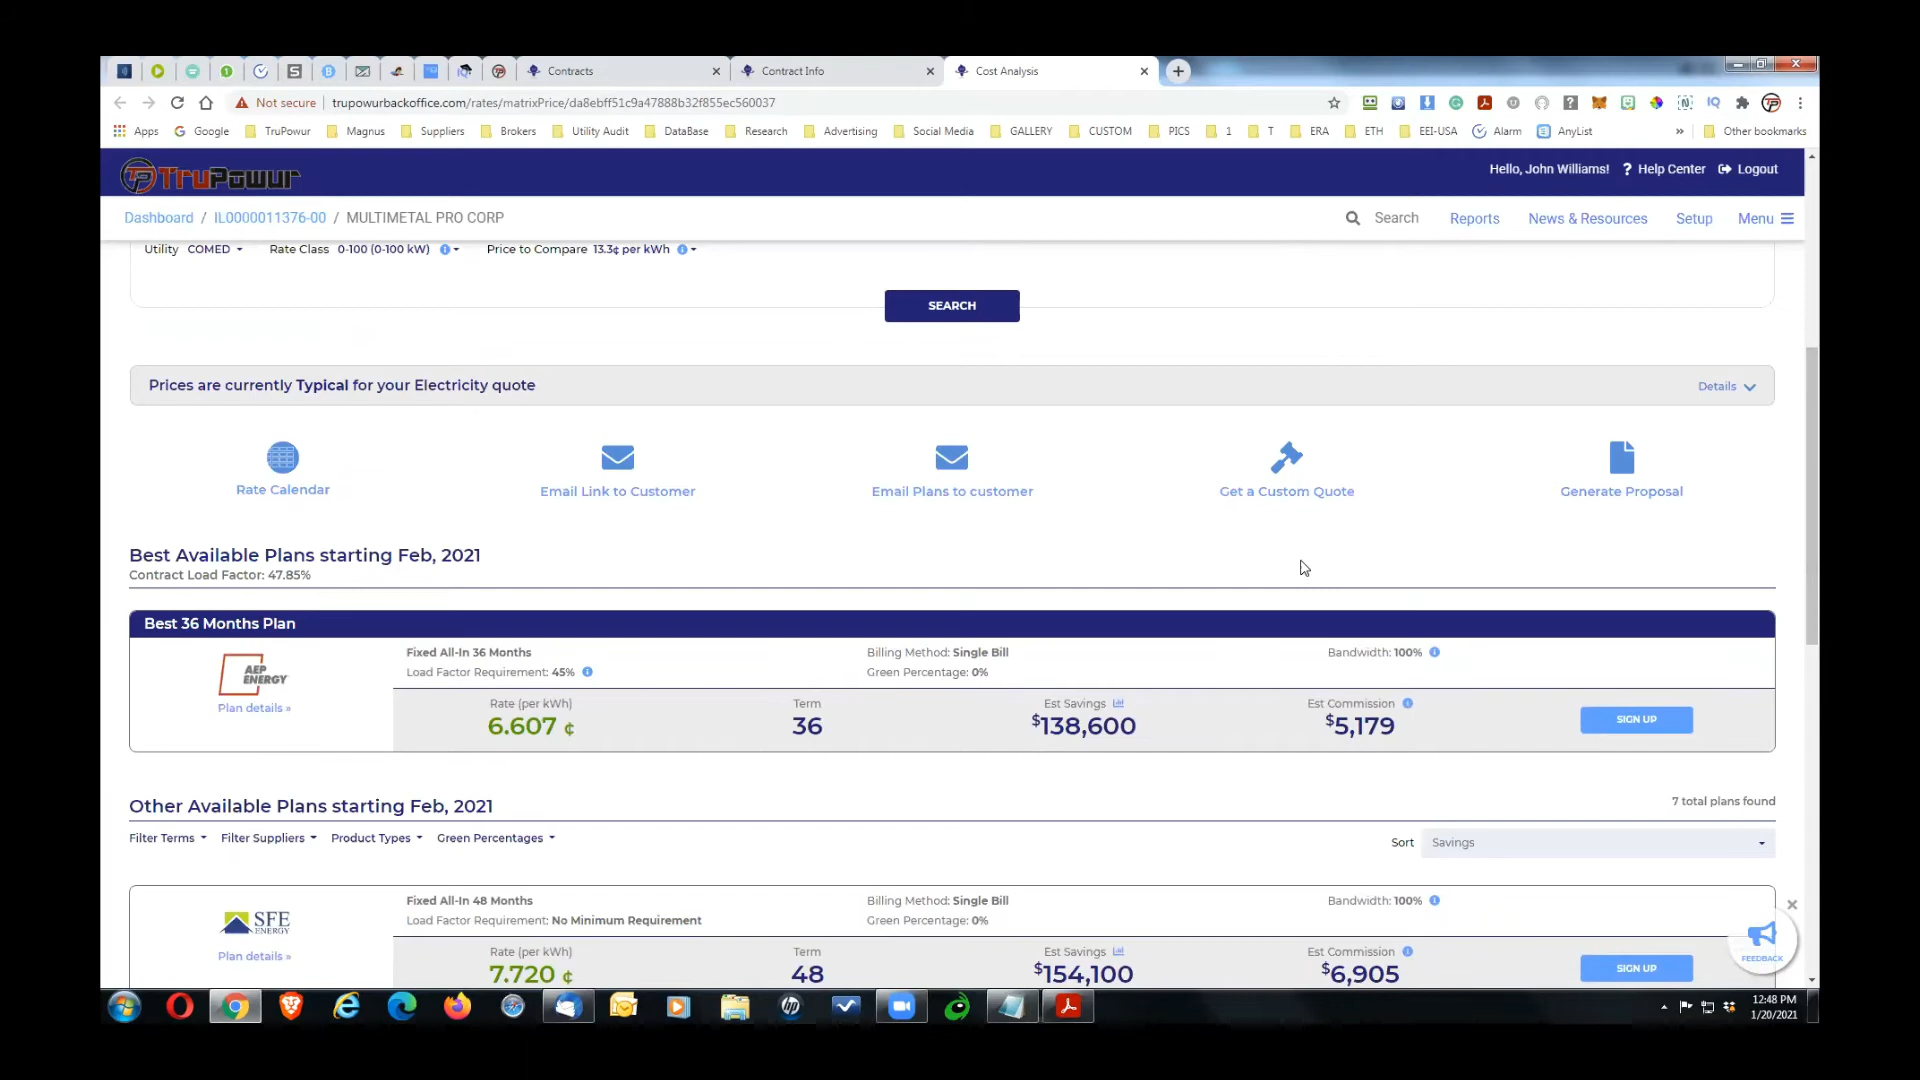 Contracts
Contract Info
Cost Analysis
Not secure
trupowurbackoffice.com/rates/matrixPrice/da8ebff51c9a47888b32f855ec560037
Apps
Google
TruPowur
Magnus
Suppliers
Brokers
Utility Audit
DataBase
Research
Advertising
Social Media
GALLERY
CUSTOM
PICS
1
T
ERA
ETH
EEI-USA
Alarm
AnyList
»
Other bookmarks
TruPowur
Hello, John Williams!
? Help Center
Logout
Dashboard / IL0000011376-00 / MULTIMETAL PRO CORP
Search
Reports
News & Resources
Setup
Menu
Utility COMED
Rate Class 0-100 (0-100 kW)
Price to Compare 13.3¢ per kWh
SEARCH
Prices are currently Typical for your Electricity quote
Details
Rate Calendar
Email Link to Customer
Email Plans to customer
Get a Custom Quote
Generate Proposal
Best Available Plans starting Feb, 2021
Contract Load Factor: 47.85%
Best 36 Months Plan
AEP ENERGY
Plan details »
Fixed All-In 36 Months
Load Factor Requirement: 45%
Billing Method: Single Bill
Green Percentage: 0%
Bandwidth: 100%
Rate (per kWh)
6.607 ¢
Term
36
Est Savings
$138,600
Est Commission
$5,179
SIGN UP
Other Available Plans starting Feb, 2021
7 total plans found
Filter Terms
Filter Suppliers
Product Types
Green Percentages
Sort
Savings
SFE ENERGY
Plan details »
Fixed All-In 48 Months
Load Factor Requirement: No Minimum Requirement
Billing Method: Single Bill
Green Percentage: 0%
Bandwidth: 100%
Rate (per kWh)
7.720 ¢
Term
48
Est Savings
$154,100
Est Commission
$6,905
SIGN UP
FEEDBACK
12:48 PM
1/20/2021